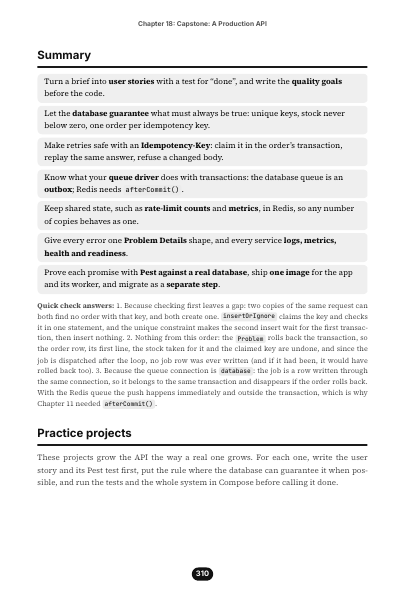 Chapter 18: Capstone: A Production API
Summary
Turn a brief into user stories with a test for “done”, and write the quality goals
before the code.
Let the database guarantee what must always be true: unique keys, stock never
below zero, one order per idempotency key.
Make retries safe with an Idempotency-Key: claim it in the order’s transaction,
replay the same answer, refuse a changed body.
Know what your queue driver does with transactions: the database queue is an
outbox; Redis needs afterCommit().
Keep shared state, such as rate-limit counts and metrics, in Redis, so any number
of copies behaves as one.
Give every error one Problem Details shape, and every service logs, metrics,
health and readiness.
Prove each promise with Pest against a real database, ship one image for the app
and its worker, and migrate as a separate step.
Quick check answers: 1. Because checking first leaves a gap: two copies of the same request can
both find no order with that key, and both create one. insertOrIgnore claims the key and checks
it in one statement, and the unique constraint makes the second insert wait for the first transac-
tion, then insert nothing. 2. Nothing from this order: the Problem rolls back the transaction, so
the order row, its first line, the stock taken for it and the claimed key are undone, and since the
job is dispatched after the loop, no job row was ever written (and if it had been, it would have
rolled back too). 3. Because the queue connection is database: the job is a row written through
the same connection, so it belongs to the same transaction and disappears if the order rolls back.
With the Redis queue the push happens immediately and outside the transaction, which is why
Chapter 11 needed afterCommit().
Practice projects
These projects grow the API the way a real one grows. For each one, write the user
story and its Pest test first, put the rule where the database can guarantee it when pos-
sible, and run the tests and the whole system in Compose before calling it done.
310